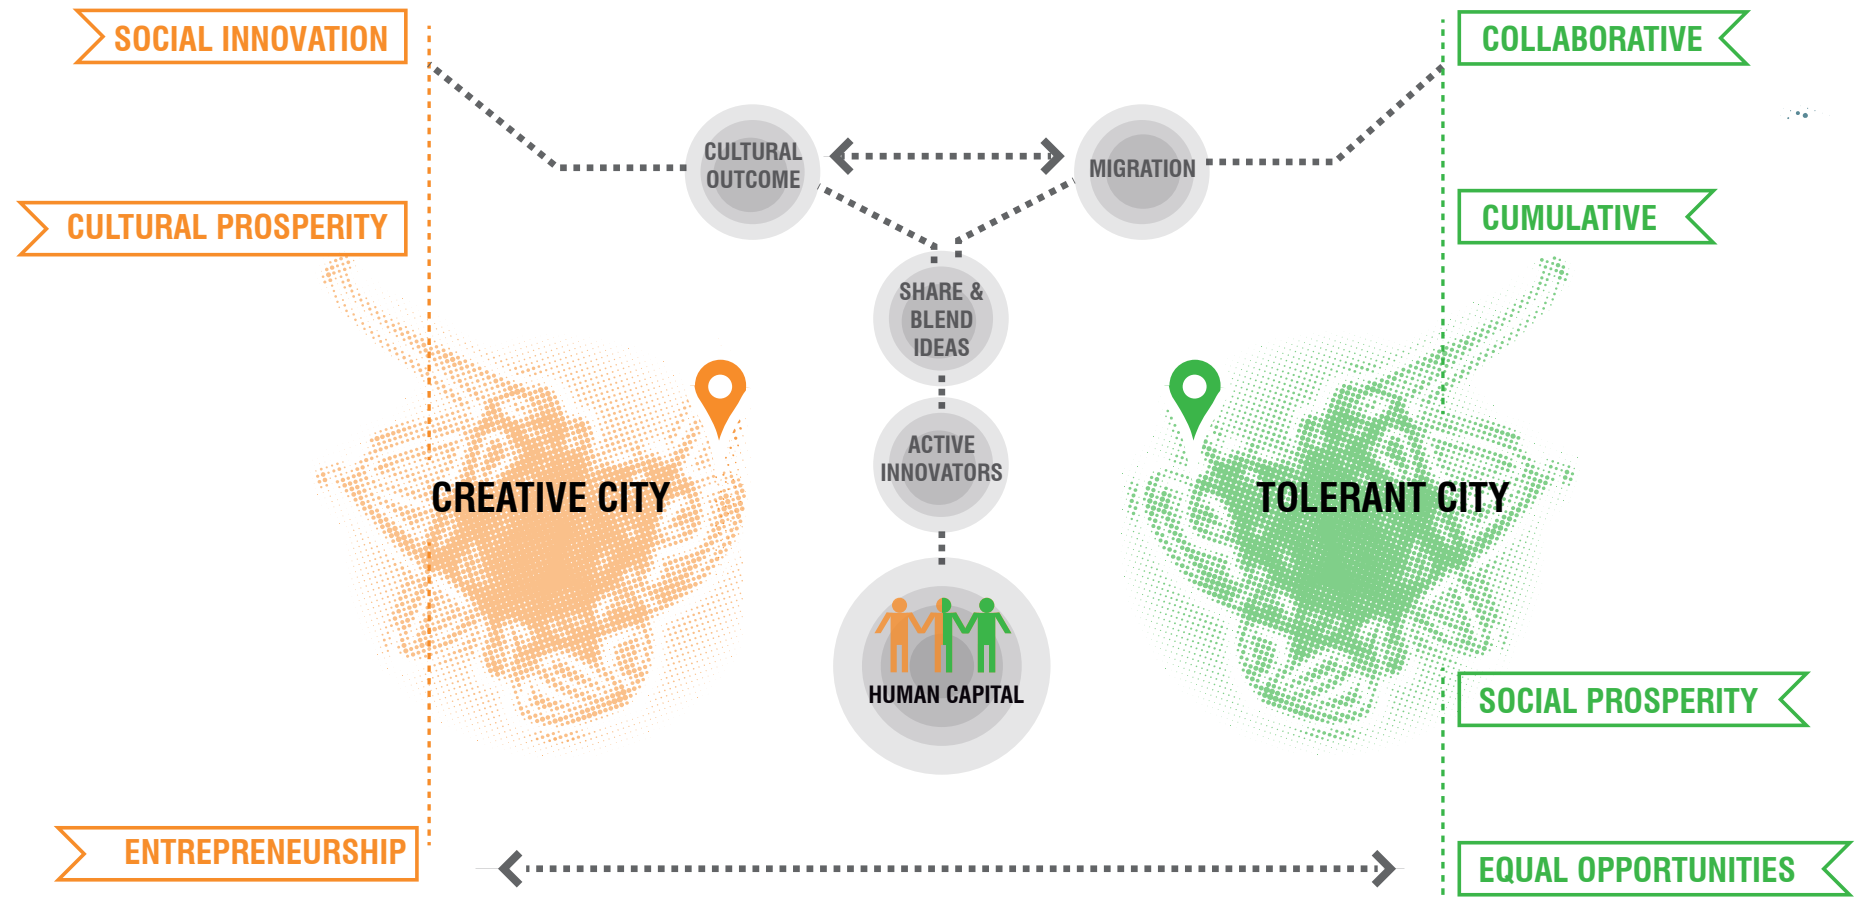 SOCIAL INNOVATION
COLLABORATIVE
CULTURAL
OUTCOME
MIGRATION
CULTURAL PROSPERITY
CUMULATIVE
SHARE &
BLEND
IDEAS
ACTIVE
INNOVATORS
CREATIVE CITY
TOLERANT CITY
HUMAN CAPITAL
SOCIAL PROSPERITY
ENTREPRENEURSHIP
EQUAL OPPORTUNITIES